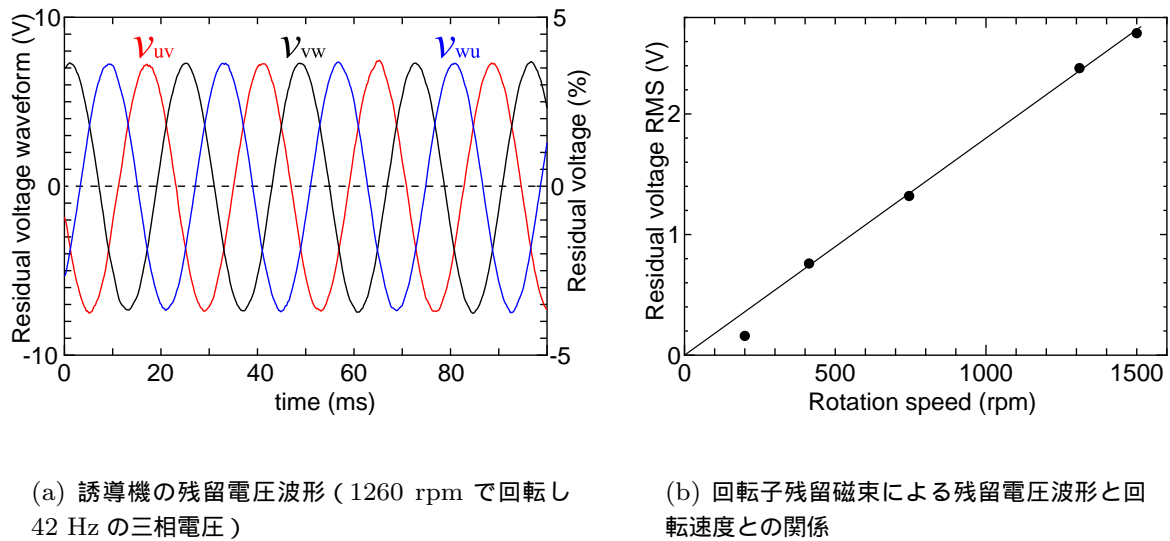 10
0
-10
Residual voltage waveform (V)
5
0
-5
Residual voltage (%)
vuv
vvw
vwu
0
20
40
60
80
time (ms)
2
1
0
Residual voltage RMS (V)
0
500
1000
1500
Rotation speed (rpm)
(a) 誘導機の残留電圧波形(1260 rpm で回転し
42 Hz の三相電圧)
(b) 回転子残留磁束による残留電圧波形と回
転速度との関係